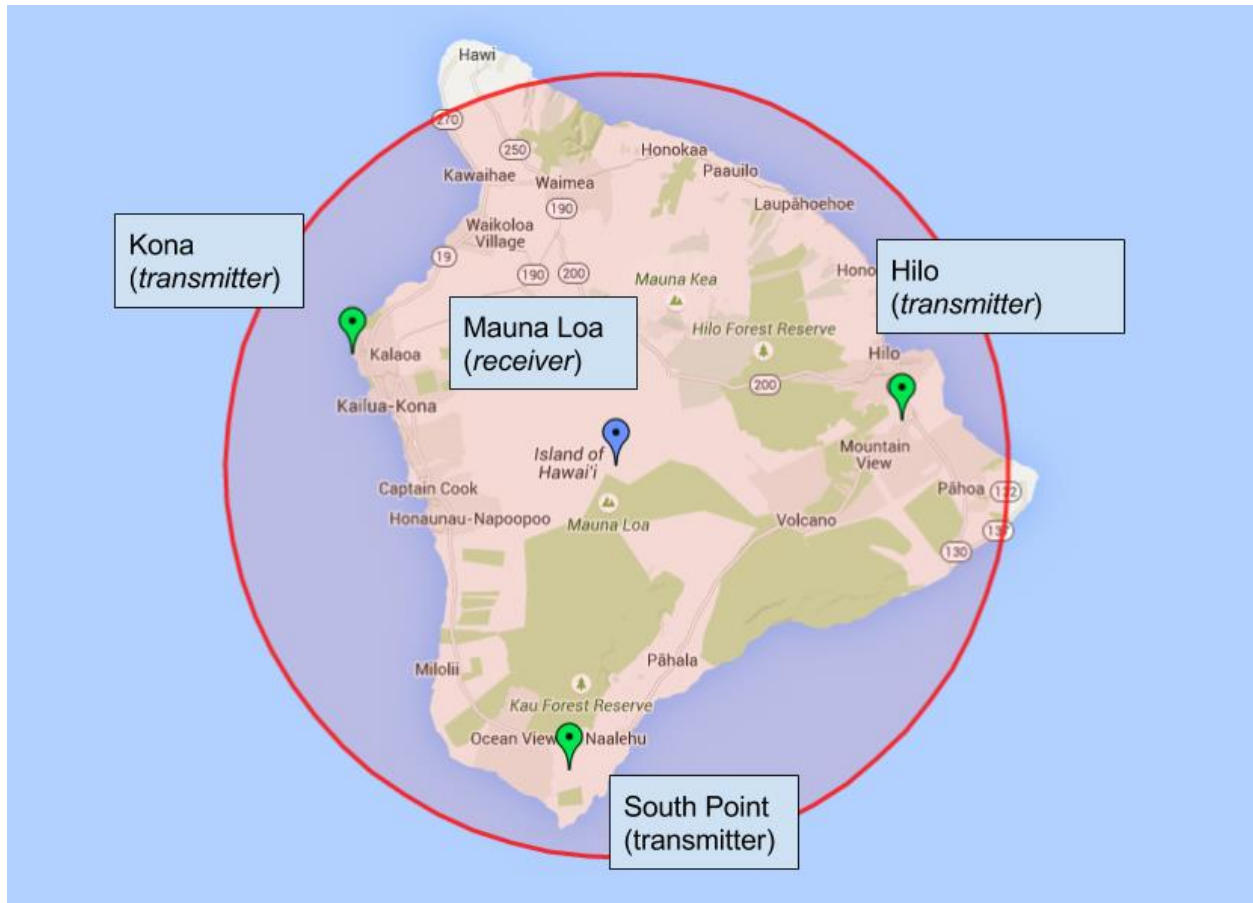 Hawi
270
250
Honokaa
Kawaihae
Waimea
Paauilo
190
Laupāhoehoe
Kona
(transmitter)
Waikoloa
Village
19
190
200
Mauna Kea
Hono
Hilo
(transmitter)
Mauna Loa
(receiver)
Hilo Forest Reserve
Kalaoa
Hilo
200
Kailua-Kona
Island of
Hawai'i
Mountain
View
Captain Cook
Pāhoa
132
Honaunau-Napoopoo
Mauna Loa
Volcano
137
130
Milolii
Pāhala
Kau Forest Reserve
Ocean View
Naalehu
South Point
(transmitter)